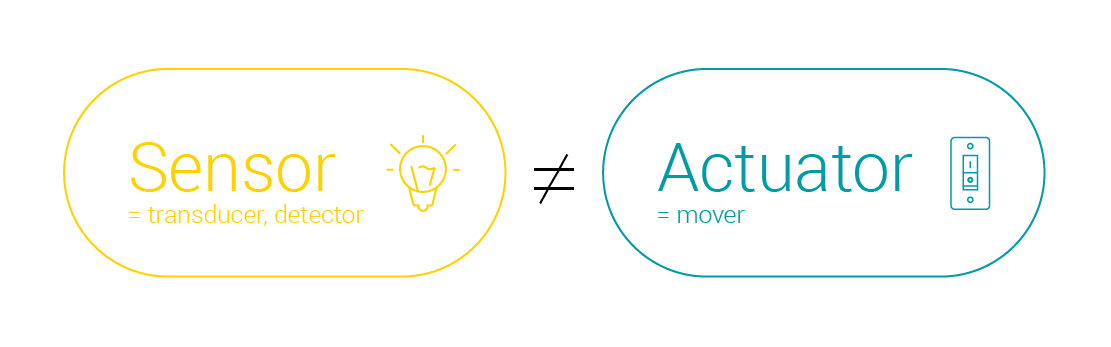 Sensor
= transducer, detector
≠
Actuator
= mover